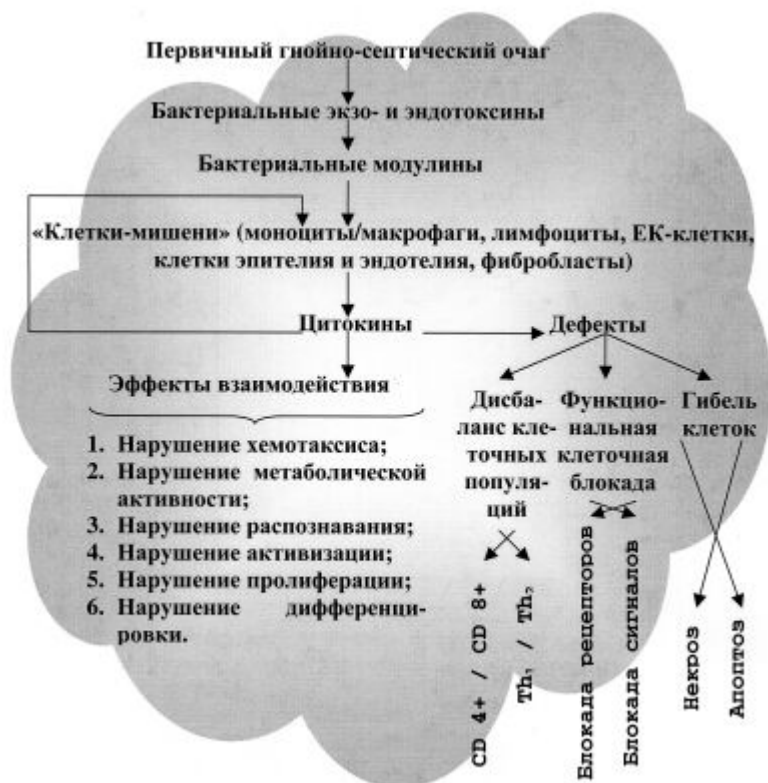 Первичный гнойно-септический очаг
Бактериальные экзо- и эндотоксины
Бактериальные модулины
«Клетки-мишени» (моноциты/макрофаги, лимфоциты, ЕК-клетки,
клетки эпителия и эндотелия, фибробласты)
Цитокины
Дефекты
Эффекты взаимодействия
1. Нарушение хемотаксиса;
2. Нарушение метаболической
активности;
3. Нарушение распознавания;
4. Нарушение активизации;
5. Нарушение пролиферации;
6. Нарушение дифференци-
ровки.
Дисба-
ланс кле-
точных
популя-
ций
Функцио-
нальная
клеточная
блокада
Гибель
клеток
CD 4+ / CD 8+
Th₁ / Th₂
Блокада рецепторов
Блокада сигналов
Некроз
Апоптоз